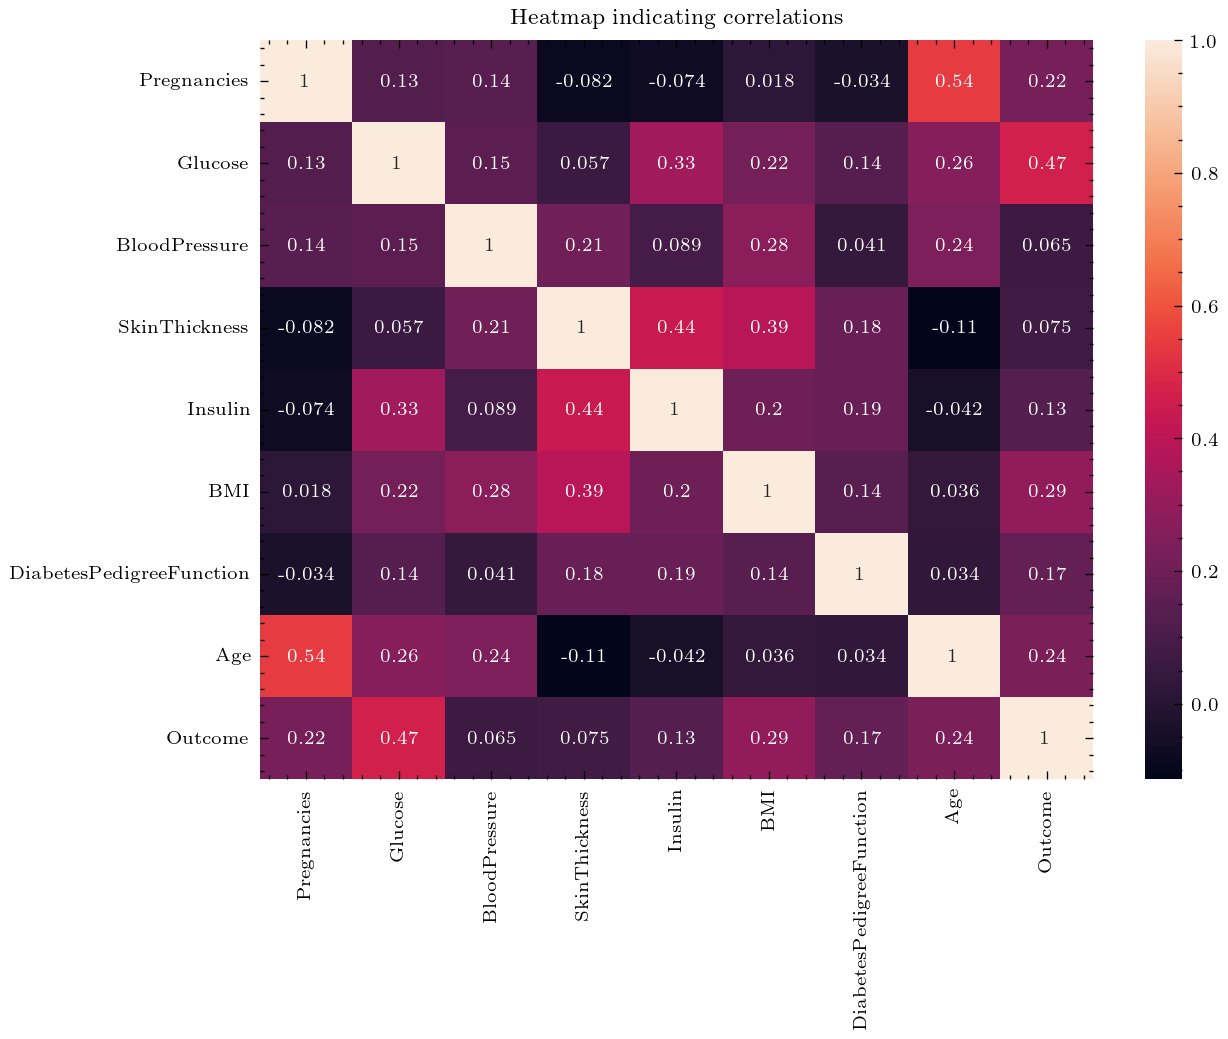 Heatmap indicating correlations
Pregnancies 1 0.13 0.14 -0.082 -0.074 0.018 -0.034 0.54 0.22
Glucose 0.13 1 0.15 0.057 0.33 0.22 0.14 0.26 0.47
BloodPressure 0.14 0.15 1 0.21 0.089 0.28 0.041 0.24 0.065
SkinThickness -0.082 0.057 0.21 1 0.44 0.39 0.18 -0.11 0.075
Insulin -0.074 0.33 0.089 0.44 1 0.2 0.19 -0.042 0.13
BMI 0.018 0.22 0.28 0.39 0.2 1 0.14 0.036 0.29
DiabetesPedigreeFunction -0.034 0.14 0.041 0.18 0.19 0.14 1 0.034 0.17
Age 0.54 0.26 0.24 -0.11 -0.042 0.036 0.034 1 0.24
Outcome 0.22 0.47 0.065 0.075 0.13 0.29 0.17 0.24 1
Pregnancies
Glucose
BloodPressure
SkinThickness
Insulin
BMI
DiabetesPedigreeFunction
Age
Outcome
1.0
0.8
0.6
0.4
0.2
0.0